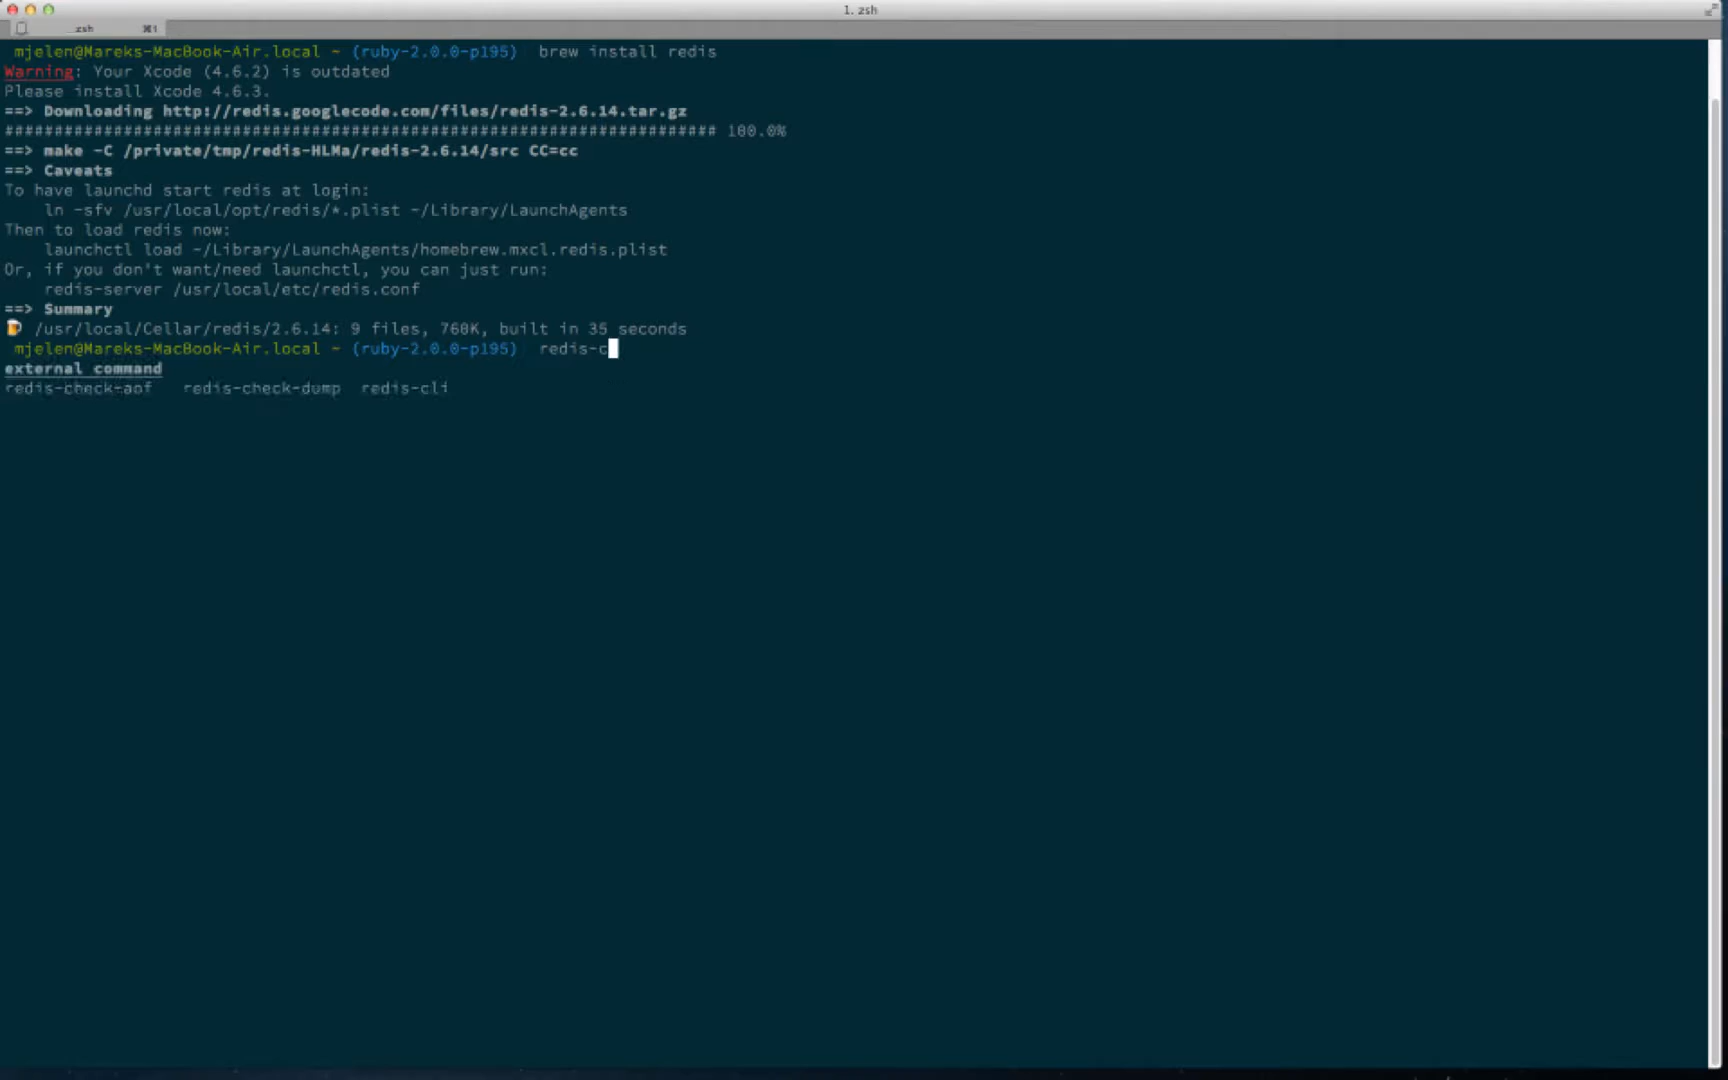 1. zsh
zsh ⌘1
mjelen@Mareks-MacBook-Air.local ~ (ruby-2.0.0-p195) brew install redis
Warning: Your Xcode (4.6.2) is outdated
Please install Xcode 4.6.3.
==> Downloading http://redis.googlecode.com/files/redis-2.6.14.tar.gz
######################################################################## 100.0%
==> make -C /private/tmp/redis-HLMa/redis-2.6.14/src CC=cc
==> Caveats
To have launchd start redis at login:
ln -sfv /usr/local/opt/redis/*.plist ~/Library/LaunchAgents
Then to load redis now:
launchctl load ~/Library/LaunchAgents/homebrew.mxcl.redis.plist
Or, if you don't want/need launchctl, you can just run:
redis-server /usr/local/etc/redis.conf
==> Summary
🍺 /usr/local/Cellar/redis/2.6.14: 9 files, 760K, built in 35 seconds
mjelen@Mareks-MacBook-Air.local ~ (ruby-2.0.0-p195) redis-c
external command
redis-check-aof redis-check-dump redis-cli